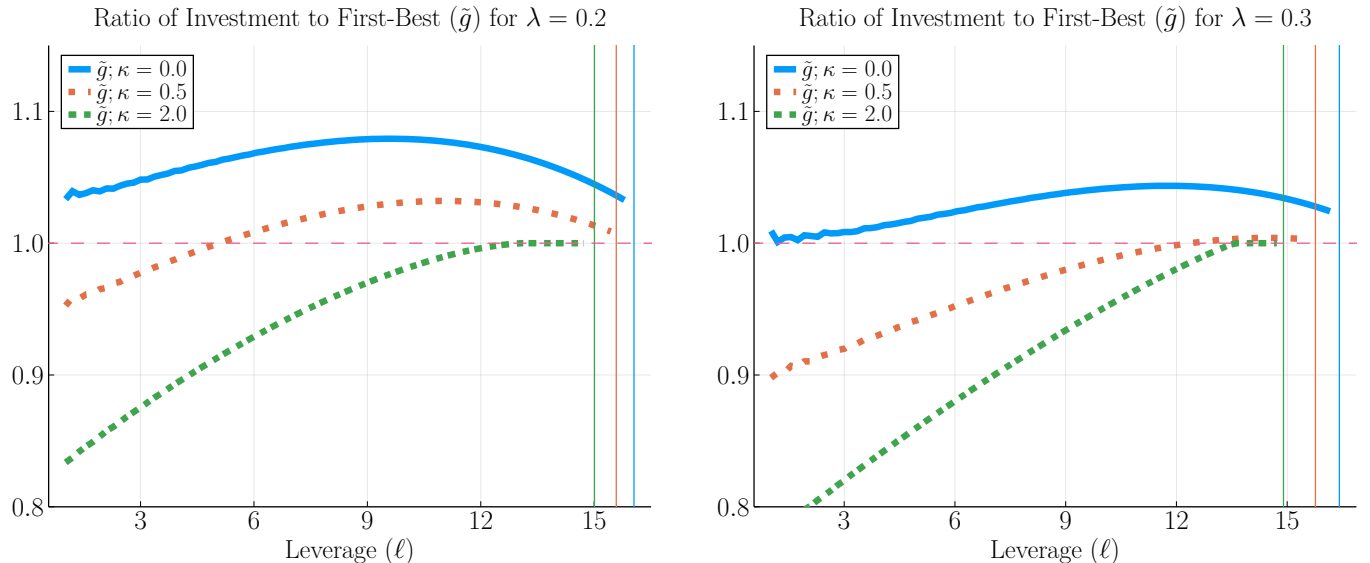 Ratio of Investment to First-Best (g̃) for λ = 0.2
g̃; κ = 0.0
g̃; κ = 0.5
g̃; κ = 2.0
1.1
1.0
0.9
0.8
3 6 9 12 15
Leverage (ℓ)
Ratio of Investment to First-Best (g̃) for λ = 0.3
g̃; κ = 0.0
g̃; κ = 0.5
g̃; κ = 2.0
1.1
1.0
0.9
0.8
3 6 9 12 15
Leverage (ℓ)